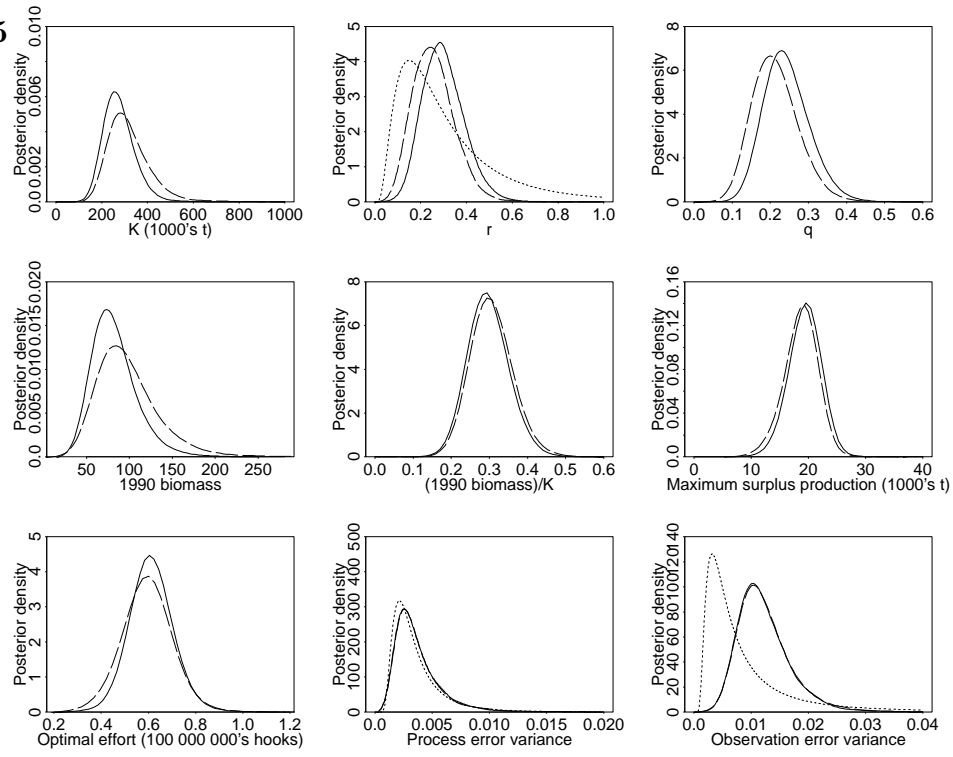 Posterior density
0.0 0.002 0.006 0.010
0 200 400 600 800 1000
K (1000's t)
Posterior density
0 1 2 3 4 5
0.0 0.2 0.4 0.6 0.8 1.0
r
Posterior density
0 2 4 6 8
0.0 0.1 0.2 0.3 0.4 0.5 0.6
q
Posterior density
0.0 0.005 0.010 0.015 0.020
50 100 150 200 250
1990 biomass
Posterior density
0 2 4 6 8
0.0 0.1 0.2 0.3 0.4 0.5 0.6
(1990 biomass)/K
Posterior density
0.0 0.04 0.08 0.12 0.16
0 10 20 30 40
Maximum surplus production (1000's t)
Posterior density
0 1 2 3 4 5
0.2 0.4 0.6 0.8 1.0 1.2
Optimal effort (100 000 000's hooks)
Posterior density
0 100 200 300 400 500
0.0 0.005 0.010 0.015 0.020
Process error variance
Posterior density
0 20 40 60 80 100 120 140
0.0 0.01 0.02 0.03 0.04
Observation error variance